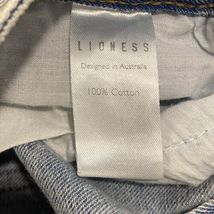 LIONESS
Designed in Australia
100% Cotton